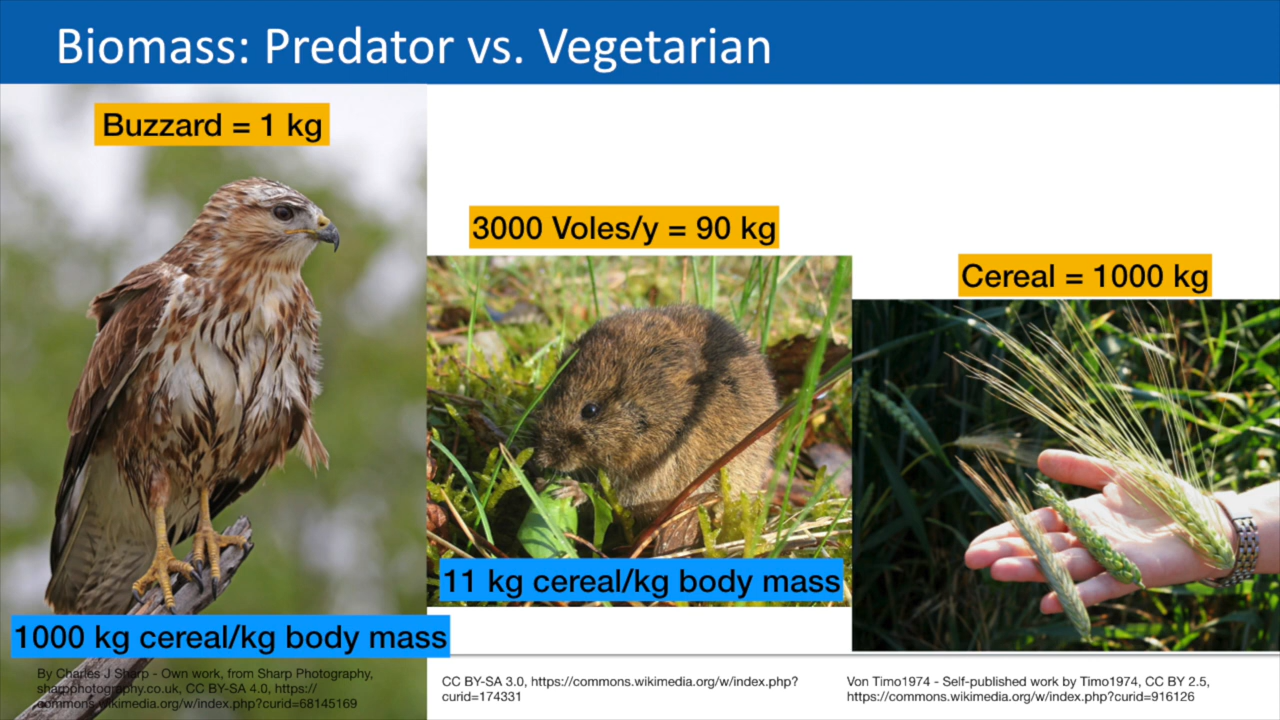 Biomass: Predator vs. Vegetarian
Buzzard = 1 kg
3000 Voles/y = 90 kg
Cereal = 1000 kg
11 kg cereal/kg body mass
1000 kg cereal/kg body mass
By Charles J Sharp - Own work, from Sharp Photography,
sharpphotography.co.uk, CC BY-SA 4.0, https://
commons.wikimedia.org/w/index.php?curid=68145169
CC BY-SA 3.0, https://commons.wikimedia.org/w/index.php?
curid=174331
Von Timo1974 - Self-published work by Timo1974, CC BY 2.5,
https://commons.wikimedia.org/w/index.php?curid=916126